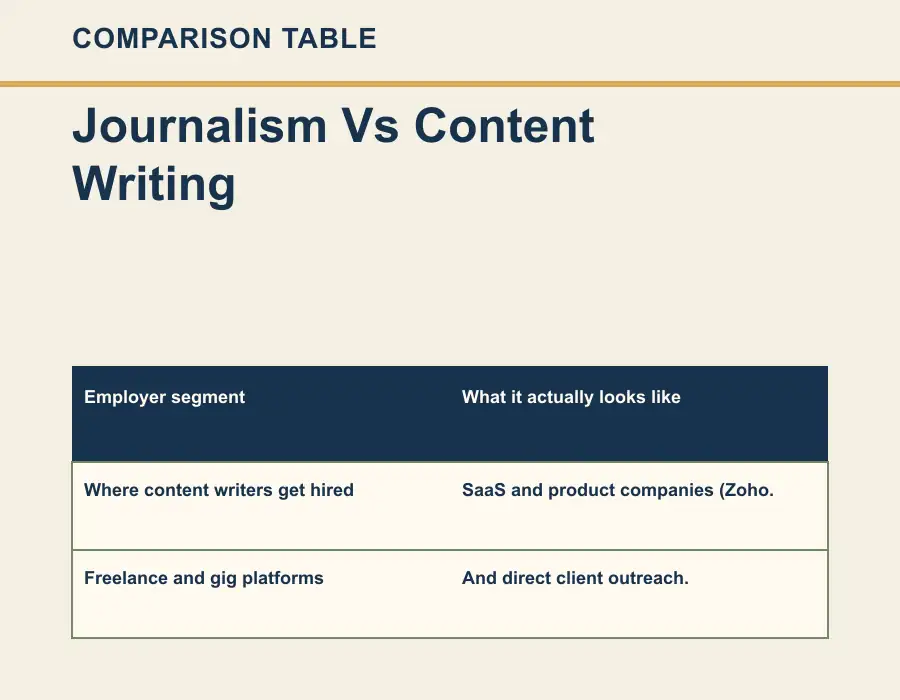 COMPARISON TABLE
Journalism Vs Content
Writing
Employer segment
What it actually looks like
Where content writers get hired
SaaS and product companies (Zoho.
Freelance and gig platforms
And direct client outreach.